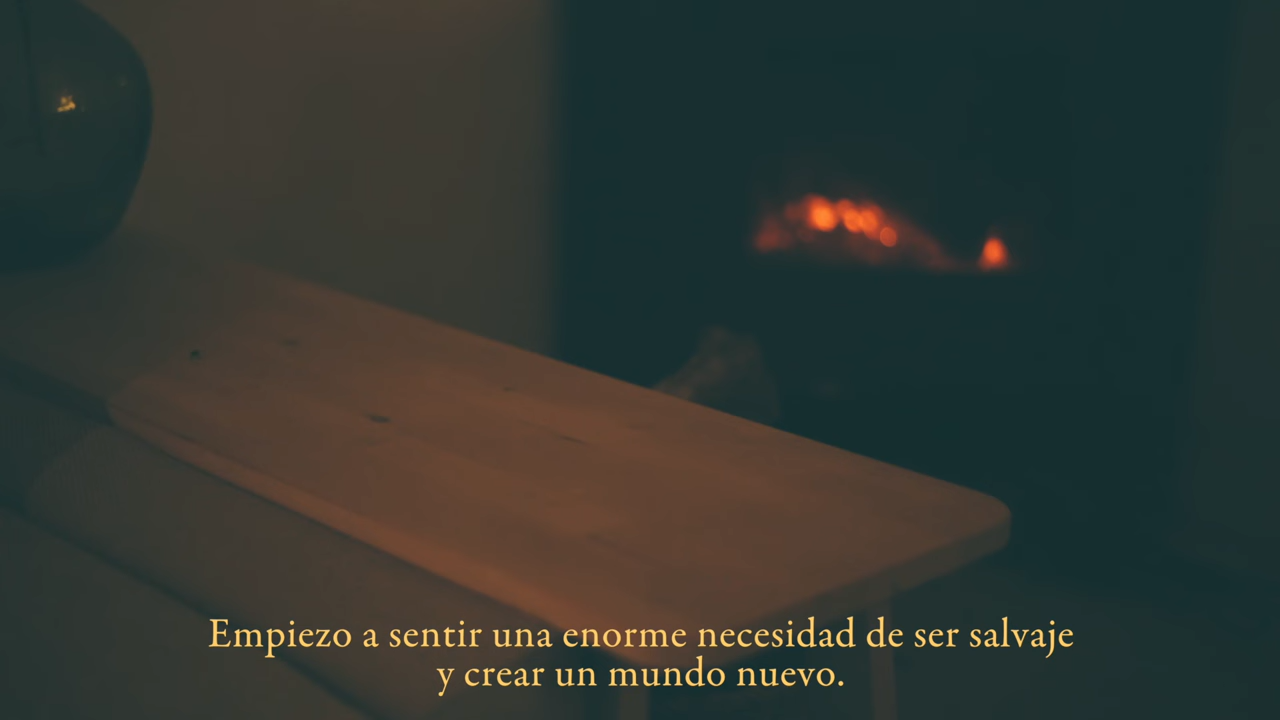 Empiezo a sentir una enorme necesidad de ser salvaje
y crear un mundo nuevo.